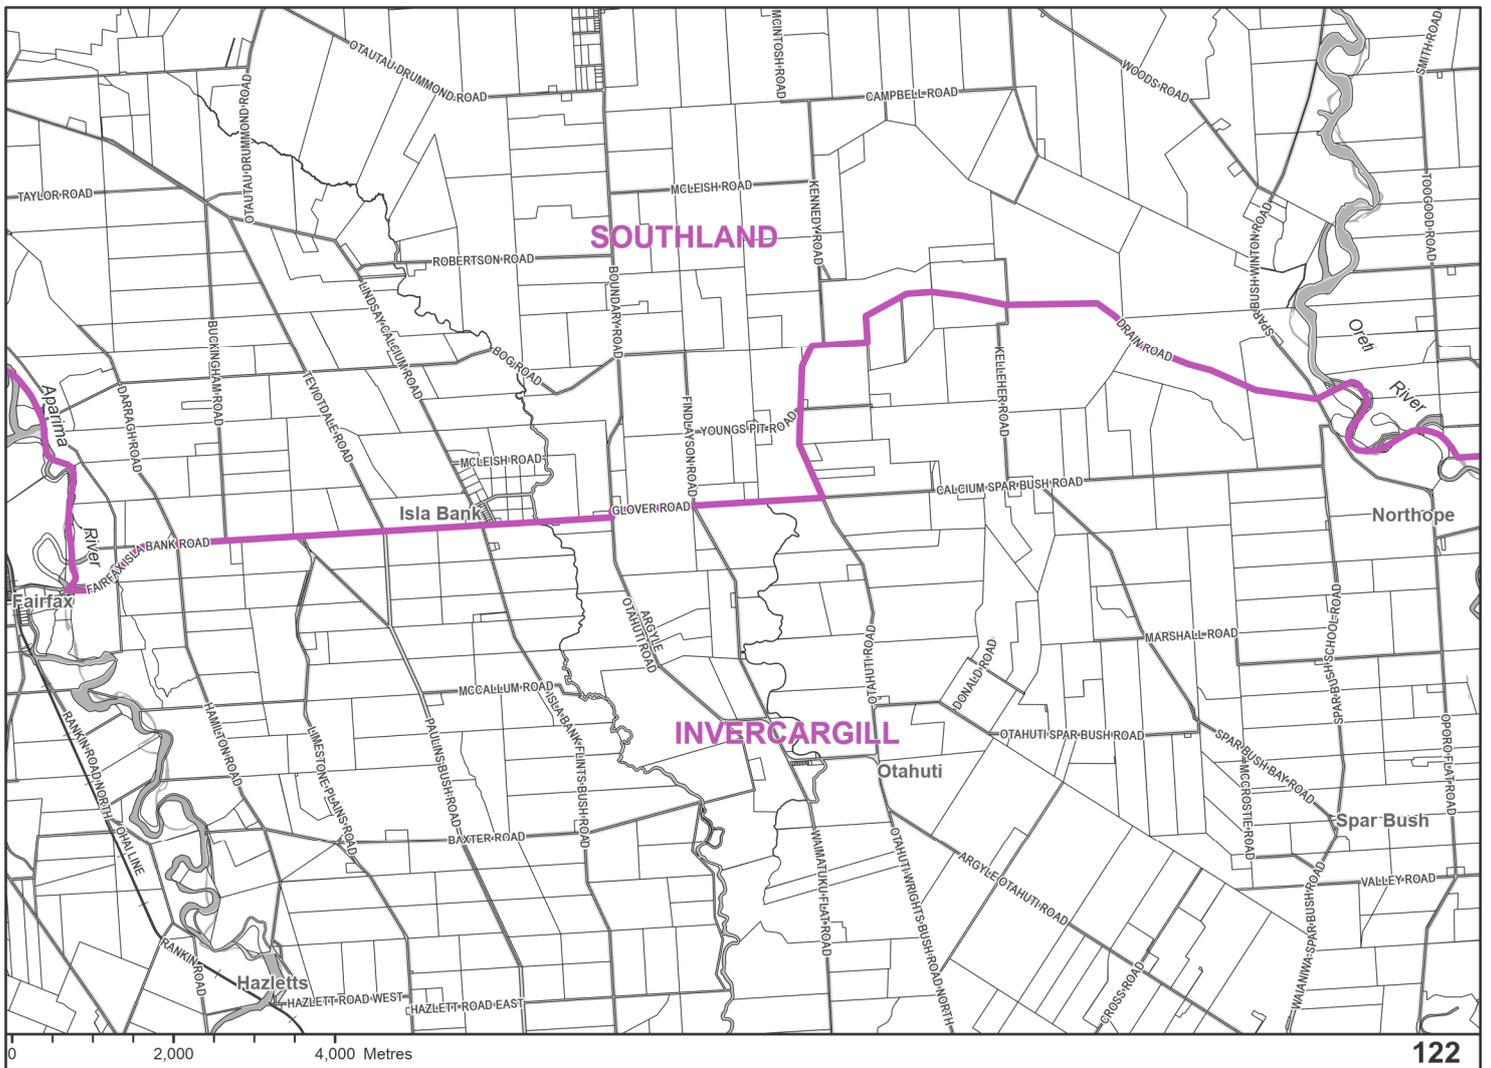 OTAUTAU DRUMMOND ROAD
MCINTOSH ROAD
CAMPBELL ROAD
WOODS ROAD
SMITH ROAD
OTAUTAU DRUMMOND ROAD
TAYLOR ROAD
MCLEISH ROAD
KENNEDY ROAD
TOOGOOD ROAD
SOUTHLAND
SPAR BUSH WINTON ROAD
ROBERTSON ROAD
BOUNDARY ROAD
LINDSAY CALCIUM ROAD
BUCKINGHAM ROAD
DRAIN ROAD
Oreti
River
BOG ROAD
KELLEHER ROAD
TEVIOTDALE ROAD
DARRAGH ROAD
Aparima
River
FINDLAYSON ROAD
YOUNGS PIT ROAD
MCLEISH ROAD
CALCIUM SPAR BUSH ROAD
Isla Bank
GLOVER ROAD
Northope
FAIRFAX ISLA BANK ROAD
Fairfax
ARGYLE
OTAHUTI ROAD
OTAHUTI ROAD
MARSHALL ROAD
SPAR BUSH SCHOOL ROAD
DONALD ROAD
MCCALLUM ROAD
ISLA BANK FLINTS BUSH ROAD
HAMILTON ROAD
LIMESTONE PLAINS ROAD
PAULINS BUSH ROAD
RANKIN ROAD NORTH
OHAI LINE
INVERCARGILL
OTAHUTI SPAR BUSH ROAD
SPAR BUSH BAY ROAD
OPORO FLAT ROAD
Otahuti
MCCROSTIE ROAD
Spar Bush
BAXTER ROAD
WAIMATUKU FLAT ROAD
OTAHUTI WRIGHTS BUSH ROAD NORTH
ARGYLE OTAHUTI ROAD
VALLEY ROAD
WAIANIWA SPAR BUSH ROAD
CROSS ROAD
RANKIN ROAD
Hazletts
HAZLETT ROAD WEST
HAZLETT ROAD EAST
0 2,000 4,000 Metres
122